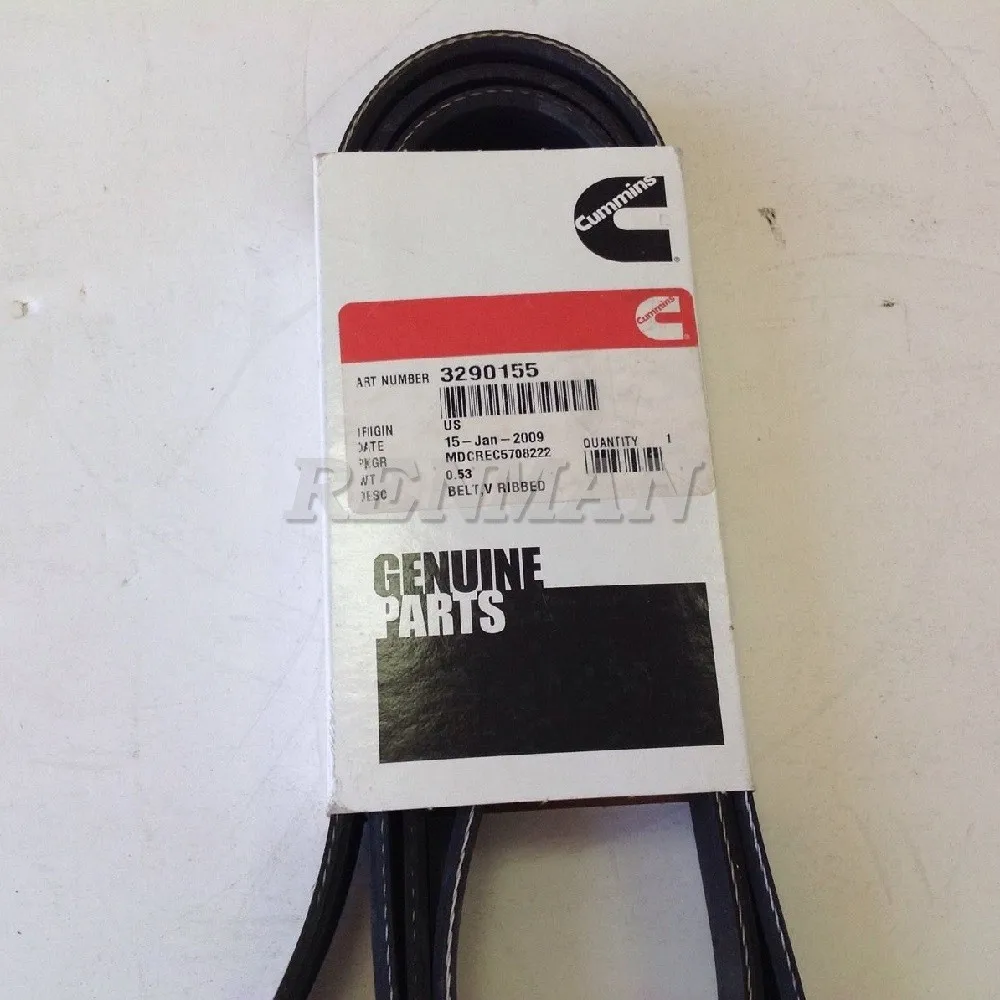 Cummins
Cummins
ART NUMBER 3290155
US
DATE 15-Jan-2009 QUANTITY 1
PKGR MDCREC5708222
WT 0.53
DESC BELT,V RIBBED
RENMAN
GENUINE
PARTS